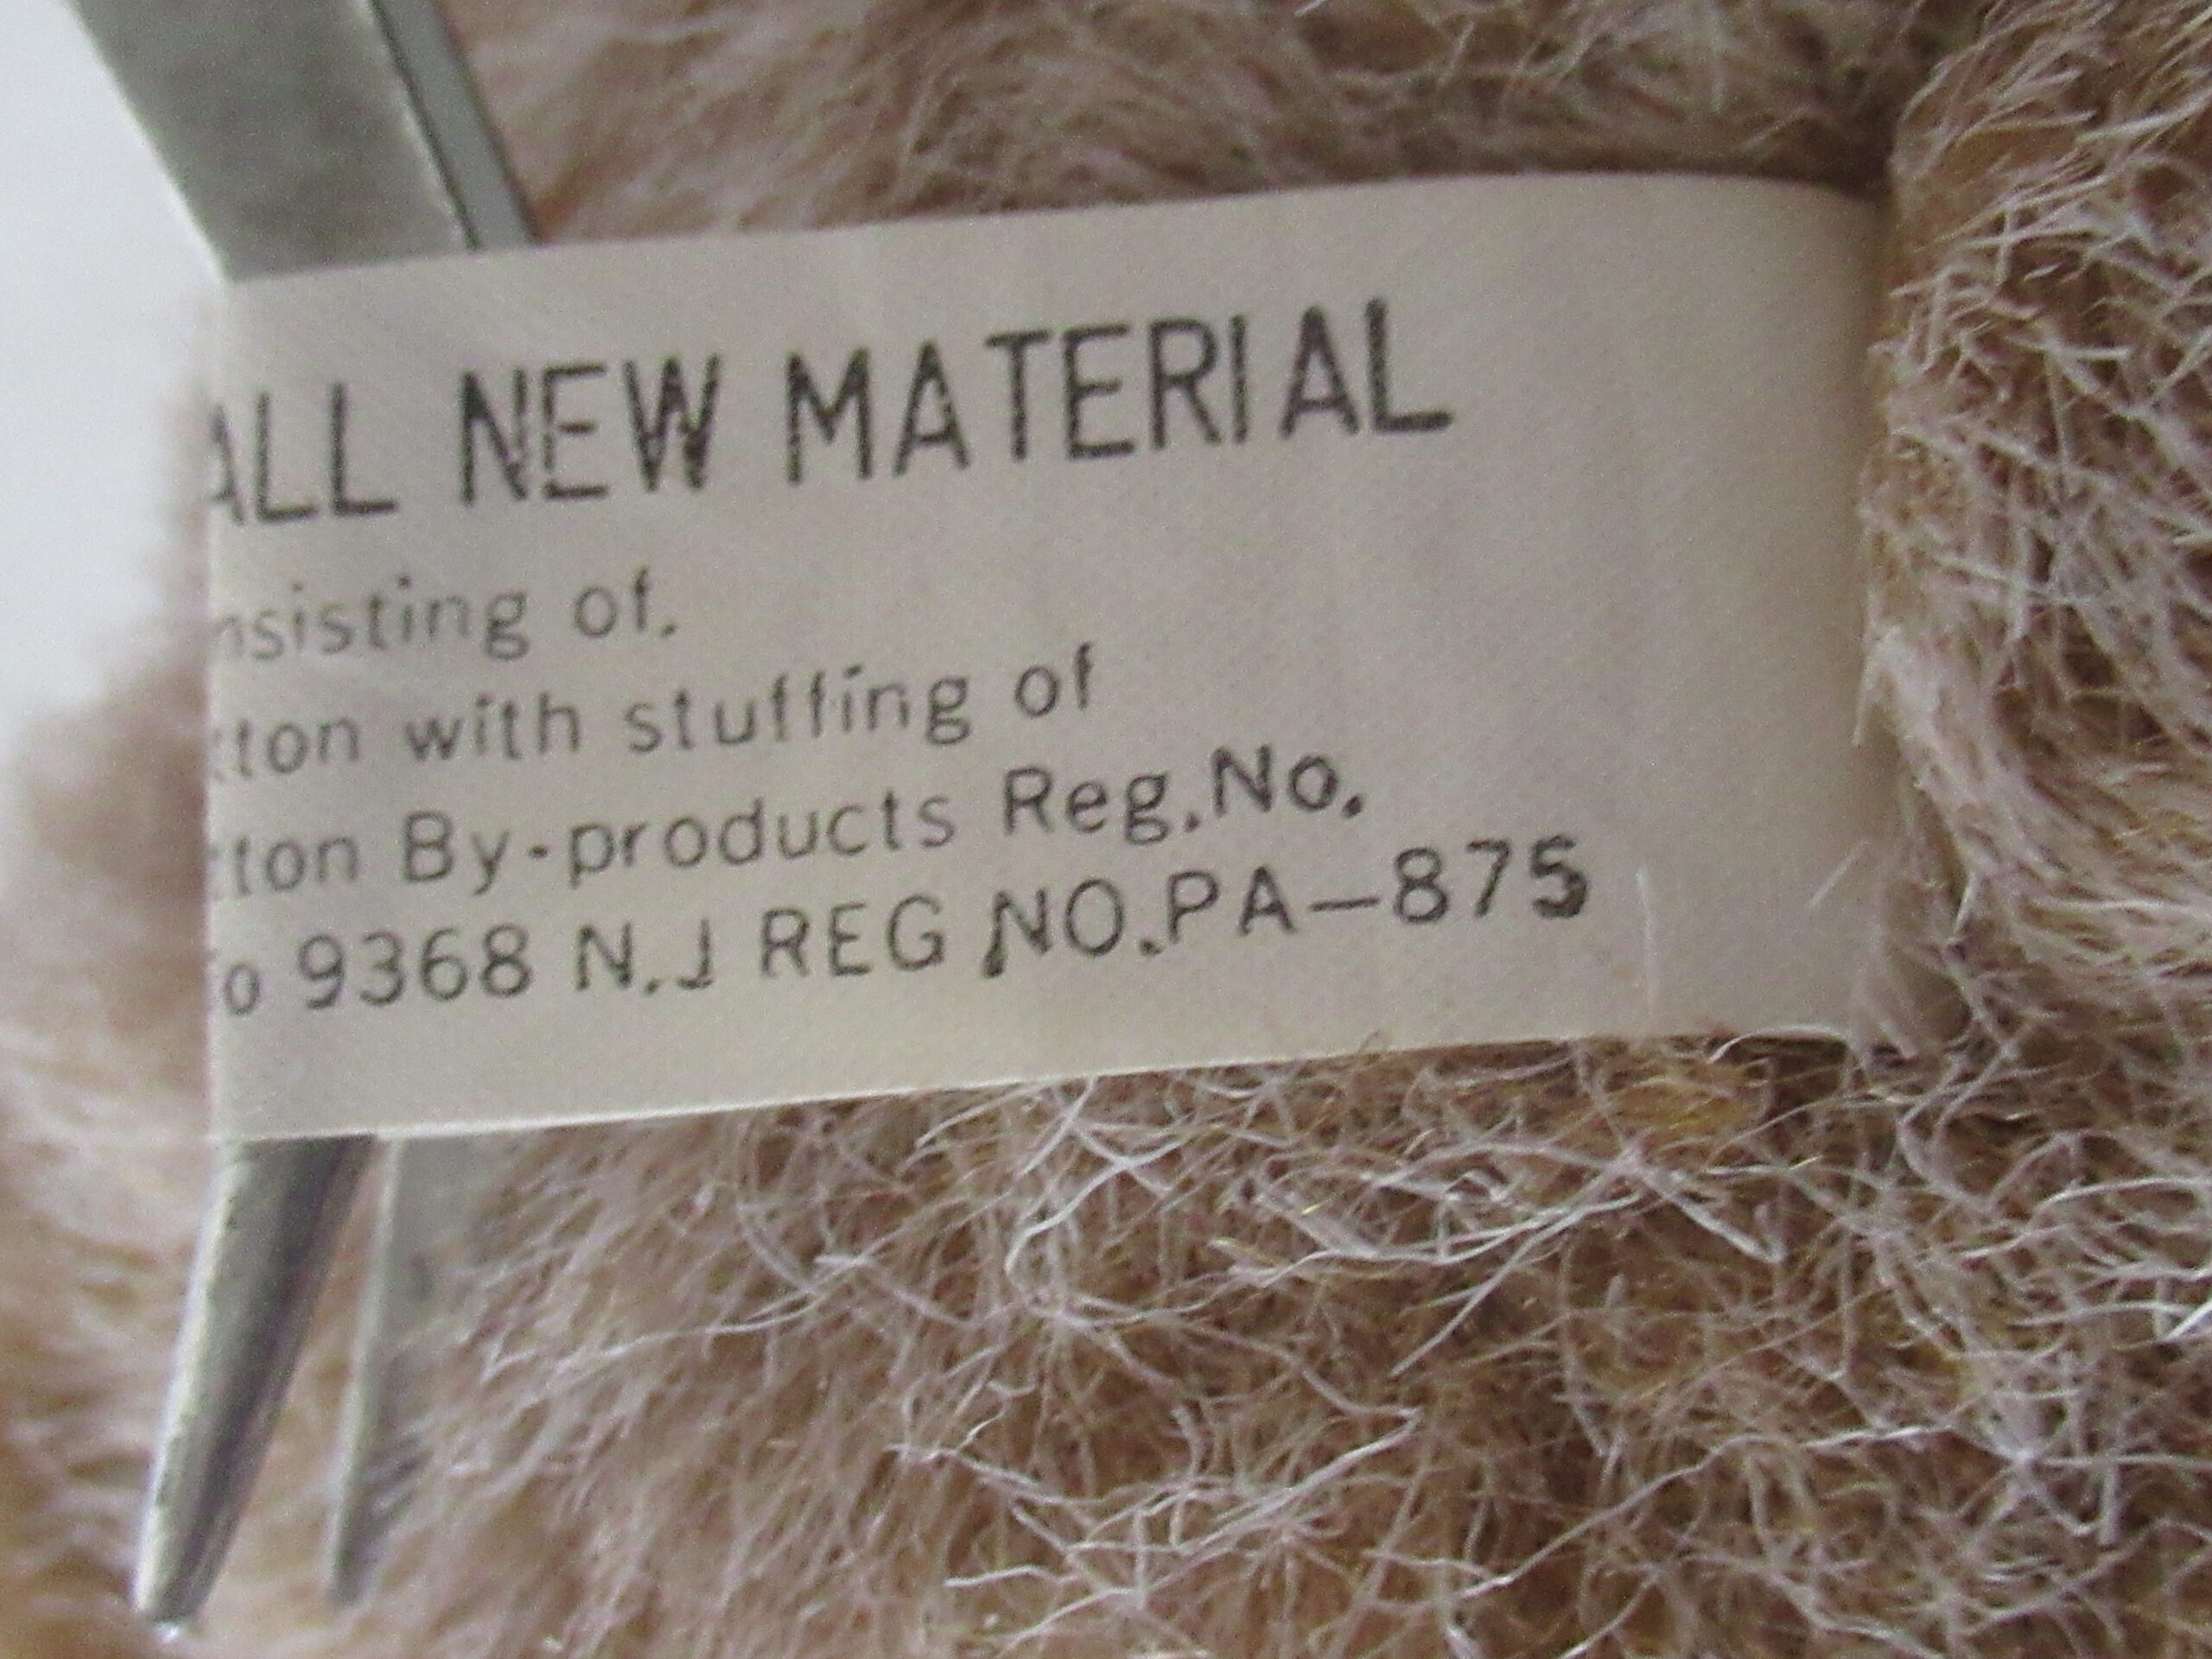 ALL NEW MATERIAL
nsisting of.
tton with stuffing of
tton By-products Reg.No.
o 9368 N.J REG NO.PA-875